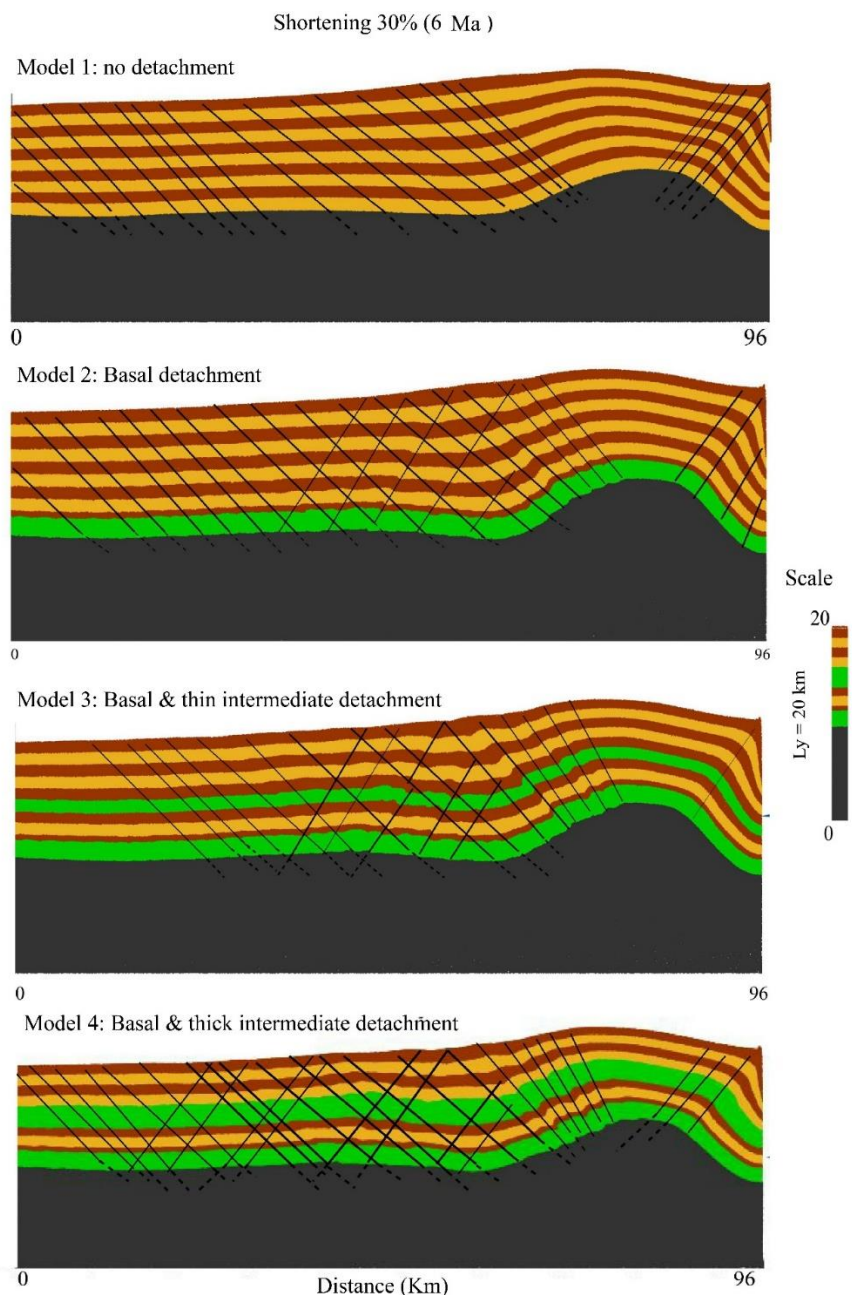 Shortening 30% (6 Ma )
Model 1: no detachment
0 96
Model 2: Basal detachment
0 96
Scale
20
Ly = 20 km
0
Model 3: Basal & thin intermediate detachment
0 96
Model 4: Basal & thick intermediate detachment
0 96
Distance (Km)